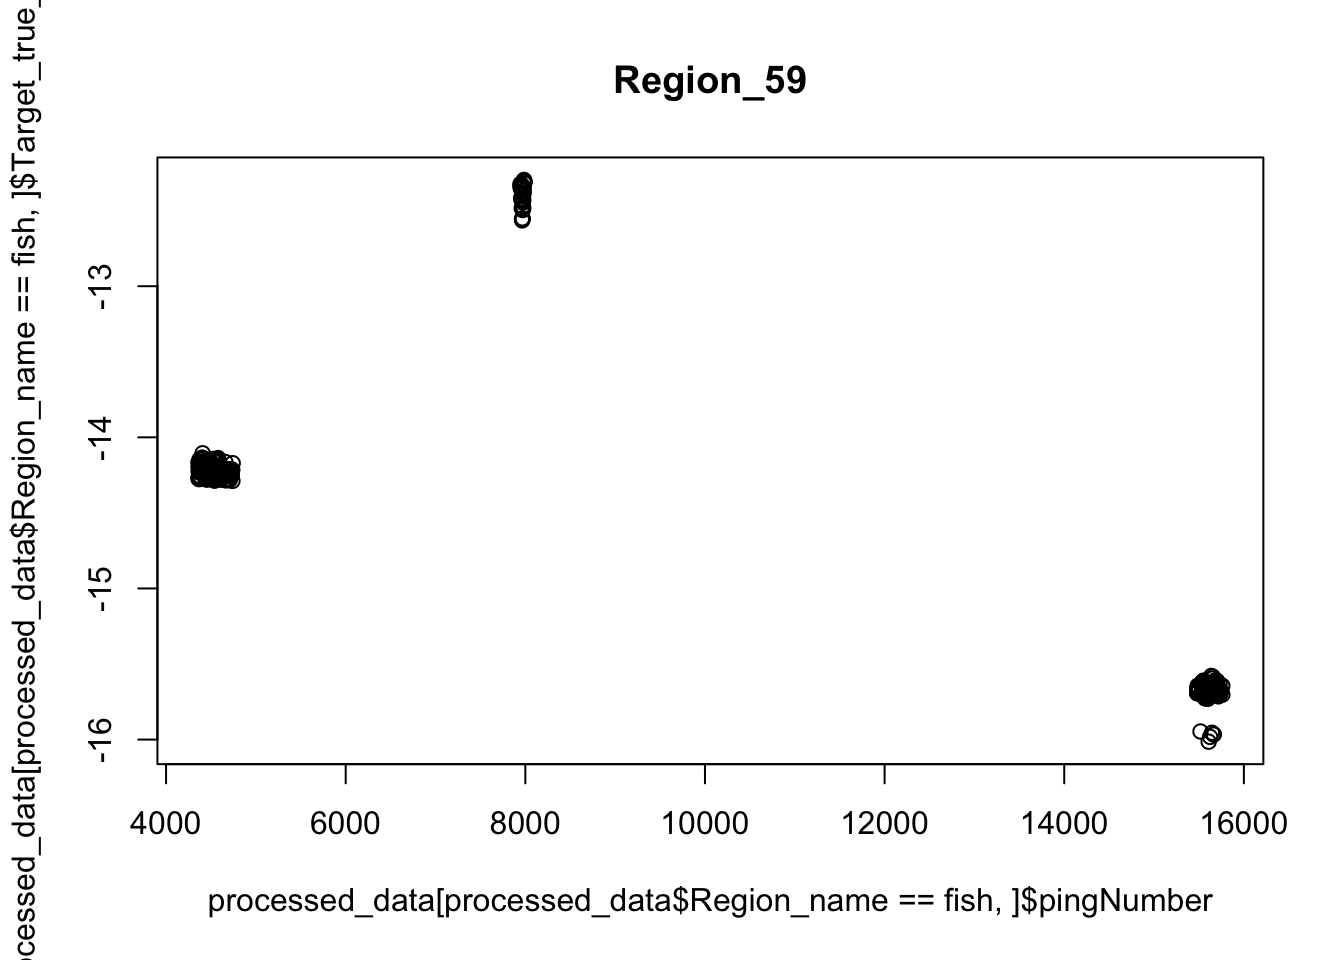 Region_59
processed_data[processed_data$Region_name == fish, ]$Target_true_
-13
-14
-15
-16
4000 6000 8000 10000 12000 14000 16000
processed_data[processed_data$Region_name == fish, ]$pingNumber